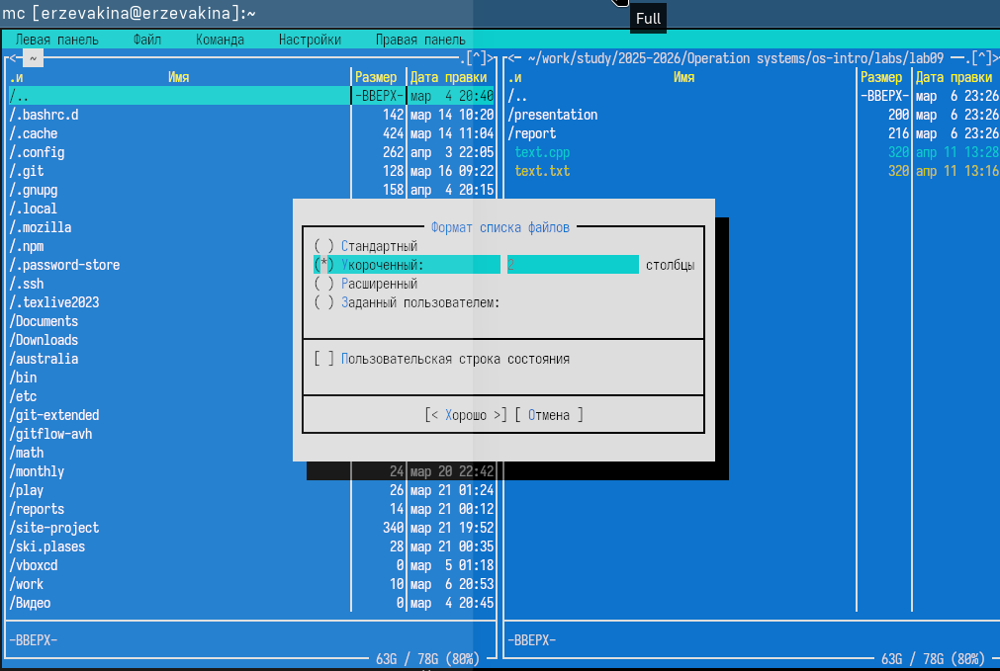 mc [erzevakina@erzevakina]:~
Full
Левая панель Файл Команда Настройки Правая панель
<─ ~ .[^]>
.и Имя Размер Дата правки
/.. -ВВЕРХ- мар 4 20:40
/.bashrc.d 142 мар 14 10:20
/.cache 424 мар 14 11:04
/.config 262 апр 3 22:05
/.git 128 мар 16 09:22
/.gnupg 158 апр 4 20:15
/.local
/.mozilla
/.npm
/.password-store
/.ssh
/.texlive2023
/Documents
/Downloads
/australia
/bin
/etc
/git-extended
/gitflow-avh
/math
/monthly 24 мар 20 22:42
/play 26 мар 21 01:24
/reports 14 мар 21 00:12
/site-project 340 мар 21 19:52
/ski.plases 28 мар 21 00:35
/vboxcd 0 мар 5 01:18
/work 10 мар 6 20:53
/Видео 0 мар 4 20:45
-ВВЕРХ-
63G / 78G (80%)
<─ ~/work/study/2025-2026/Operation systems/os-intro/labs/lab09 ─.[^]>
.и Имя Размер Дата правки
/.. -ВВЕРХ- мар 6 23:26
/presentation 200 мар 6 23:26
/report 216 мар 6 23:26
text.cpp 320 апр 11 13:28
text.txt 320 апр 11 13:16
-ВВЕРХ-
63G / 78G (80%)
Формат списка файлов
( ) Стандартный
(*) Укороченный: 2 столбцы
( ) Расширенный
( ) Заданный пользователем:
[ ] Пользовательская строка состояния
[< Хорошо >] [ Отмена ]